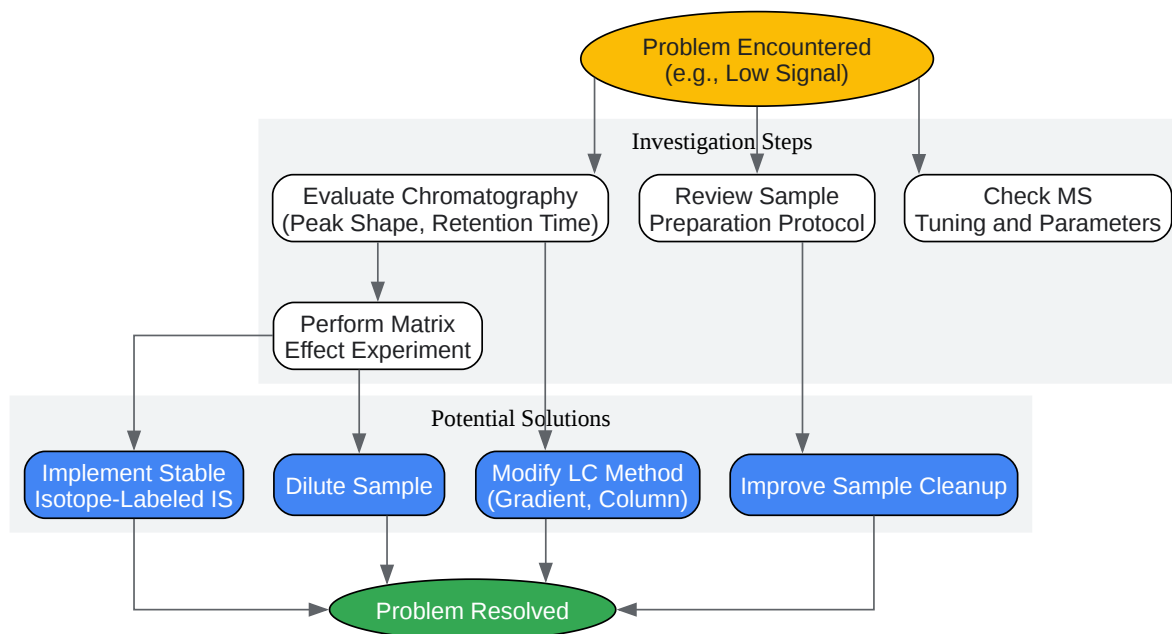 Problem Encountered
(e.g., Low Signal)
Investigation Steps
Evaluate Chromatography
(Peak Shape, Retention Time)
Review Sample
Preparation Protocol
Check MS
Tuning and Parameters
Perform Matrix
Effect Experiment
Potential Solutions
Implement Stable
Isotope-Labeled IS
Dilute Sample
Modify LC Method
(Gradient, Column)
Improve Sample Cleanup
Problem Resolved